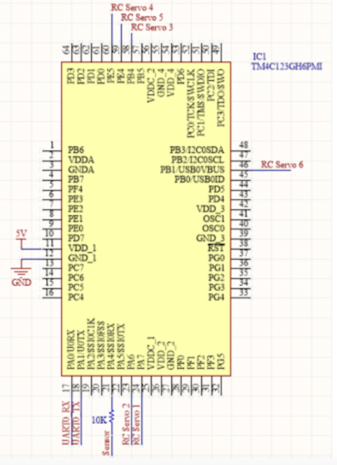 RC Servo 4
RC Servo 5
RC Servo 3
IC1
TM4C123GH6PMI
64
63
62
61
60
59
58
57
56
55
54
53
52
51
50
49
PD3
PD2
PD1
PD0
PE5
PE4
PB4
PB5
VDDC_2
GND_4
VDD_4
PD6
PC0/TCK/SWCLK
PC1/TMS/SWDIO
PC2/TDI
PC3/TDO/SWO
1 PB6 PB3/I2C0SDA 48
2 VDDA PB2/I2C0SCL 47
3 GNDA PB1/USB0VBUS 46 RC Servo 6
4 PB7 PB0/USB0ID 45
5 PF4 PD5 44
6 PE3 PD4 43
7 PE2 VDD_3 42
8 PE1 OSC1 41
9 PE0 OSC0 40
10 PD7 GND_3 39
5V 11 VDD_1 RST 38
12 GND_1 PG0 37
13 PC7 PG1 36
14 PC6 PG2 35
15 PC5 PG3 34
16 PC4 PG4 33
GND
PA0/U0RX
PA1/U0TX
PA2/SSI0CLK
PA3/SSI0FSS
PA4/SSI0RX
PA5/SSI0TX
PA6
PA7
VDDC_1
VDD_2
GND_2
PF0
PF1
PF2
PF3
PG5
17
18
19
20
21
22
23
24
25
26
27
28
29
30
31
32
UART0_RX
UART0_TX
10K
Sensor
RC Servo 2
RC Servo 1